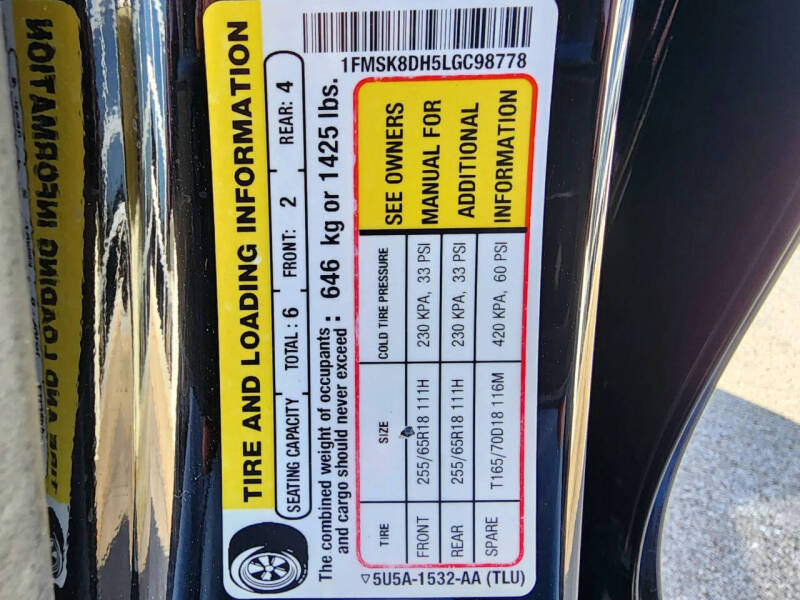 TIRE AND LOADING INFORMATION
SEATING CAPACITY TOTAL: 6 FRONT: 2 REAR: 4
The combined weight of occupants
and cargo should never exceed : 646 kg or 1425 lbs.
TIRE SIZE COLD TIRE PRESSURE
FRONT 255/65R18 111H 230 KPA, 33 PSI
REAR 255/65R18 111H 230 KPA, 33 PSI
SPARE T165/70D18 116M 420 KPA, 60 PSI
SEE OWNERS
MANUAL FOR
ADDITIONAL
INFORMATION
▽5U5A-1532-AA (TLU)
1FMSK8DH5LGC98778